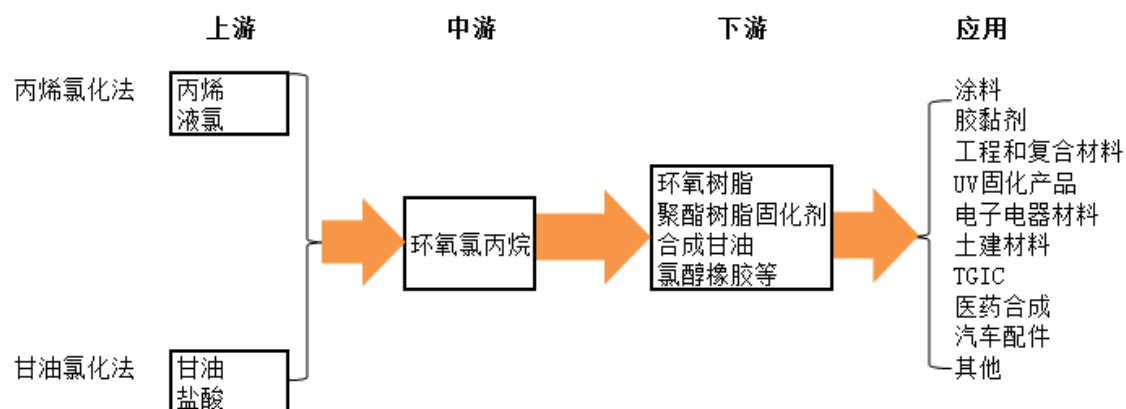 上游 中游 下游 应用
丙烯氯化法
丙烯
液氯
甘油氯化法
甘油
盐酸
环氧氯丙烷
环氧树脂
聚酯树脂固化剂
合成甘油
氯醇橡胶等
涂料
胶黏剂
工程和复合材料
UV固化产品
电子电器材料
土建材料
TGIC
医药合成
汽车配件
其他